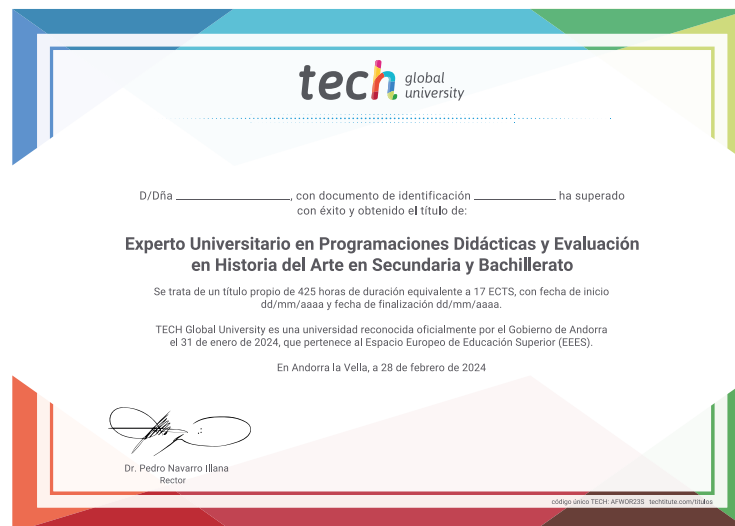 tech global university
D/Dña ____________, con documento de identificación ____________ ha superado
con éxito y obtenido el título de:
Experto Universitario en Programaciones Didácticas y Evaluación
en Historia del Arte en Secundaria y Bachillerato
Se trata de un título propio de 425 horas de duración equivalente a 17 ECTS, con fecha de inicio
dd/mm/aaaa y fecha de finalización dd/mm/aaaa.
TECH Global University es una universidad reconocida oficialmente por el Gobierno de Andorra
el 31 de enero de 2024, que pertenece al Espacio Europeo de Educación Superior (EEES).
En Andorra la Vella, a 28 de febrero de 2024
Dr. Pedro Navarro Illana
Rector
código único TECH: AFWOR23S techtitute.com/titulos